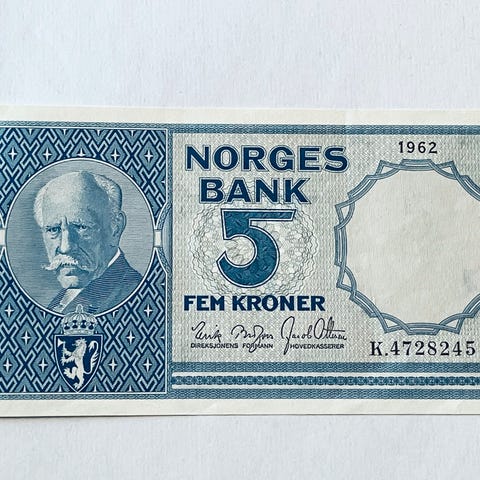 NORGES
BANK
1962
5
FEM KRONER
DIREKSJONENS FORMANN
HOVEDKASSERER
K.4728245